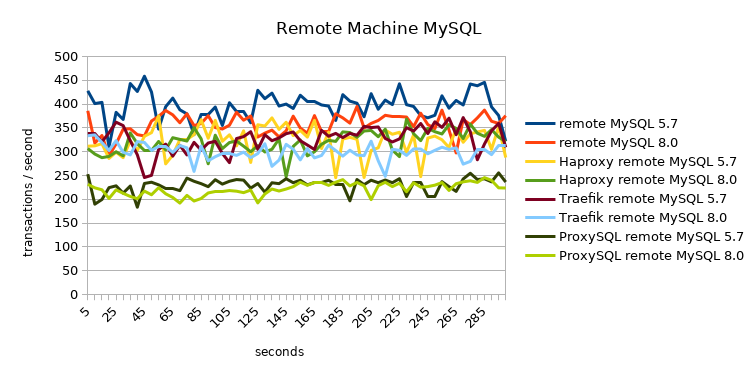 Remote Machine MySQL
transactions / second
500
450
400
350
300
250
200
150
100
50
0
5
25
45
65
85
105
125
145
165
185
205
225
245
265
285
seconds
remote MySQL 5.7
remote MySQL 8.0
Haproxy remote MySQL 5.7
Haproxy remote MySQL 8.0
Traefik remote MySQL 5.7
Traefik remote MySQL 8.0
ProxySQL remote MySQL 5.7
ProxySQL remote MySQL 8.0